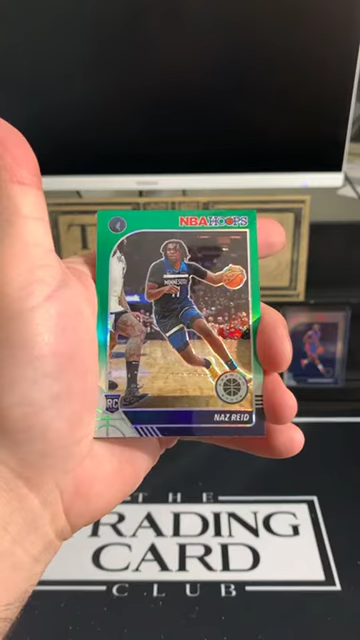 NBA HOOPS
MINNESOTA
11
RC
NAZ REID
THE
TRADING
CARD
CLUB